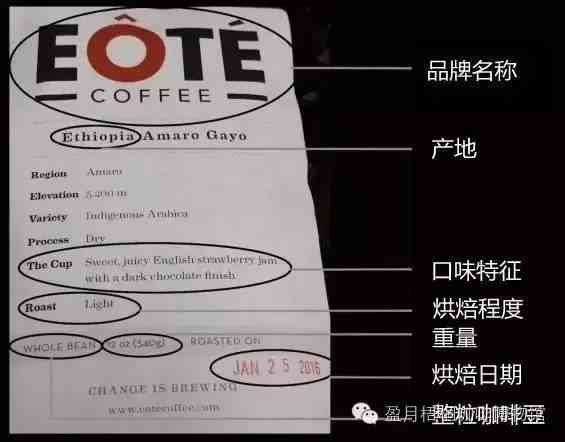 EÔTÉ
COFFEE
品牌名称
Ethiopia Amaro Gayo
产地
Region Amaro
Elevation 5,200 m
Variety Indigenous Arabica
Process Dry
The Cup Sweet, juicy English strawberry jam
with a dark chocolate finish
口味特征
Roast Light
烘焙程度
重量
WHOLE BEAN 12 oz (340g) ROASTED ON
JAN 25 2016
烘焙日期
CHANGE IS BREWING
www.eotecoffee.com
整粒咖啡豆